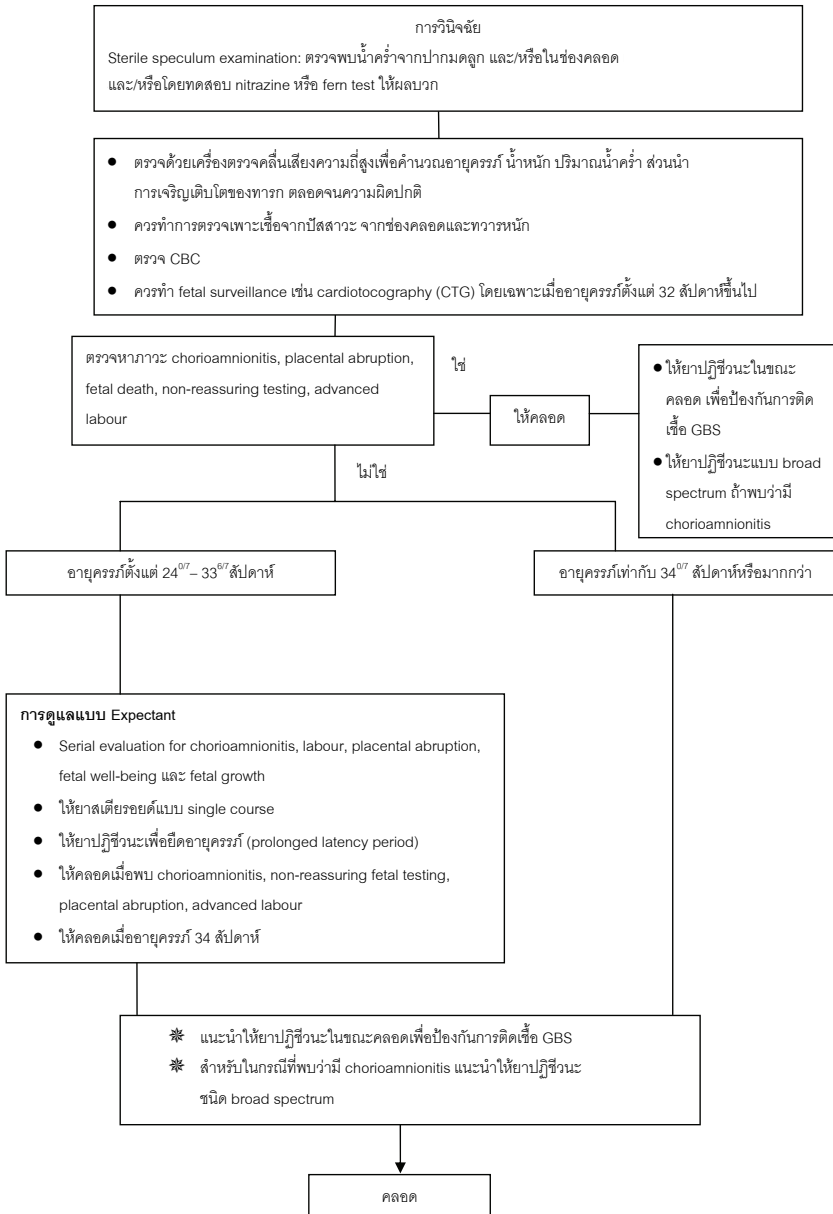 การวินิจฉัย
Sterile speculum examination: ตรวจพบน้ำคร่ำจากปากมดลูก และ/หรือในช่องคลอด
และ/หรือโดยทดสอบ nitrazine หรือ fern test ให้ผลบวก
● ตรวจด้วยเครื่องตรวจคลื่นเสียงความถี่สูงเพื่อคำนวณอายุครรภ์ น้ำหนัก ปริมาณน้ำคร่ำ ส่วนนำ
การเจริญเติบโตของทารก ตลอดจนความผิดปกติ
● ควรทำการตรวจเพาะเชื้อจากปัสสาวะ จากช่องคลอดและทวารหนัก
● ตรวจ CBC
● ควรทำ fetal surveillance เช่น cardiotocography (CTG) โดยเฉพาะเมื่ออายุครรภ์ตั้งแต่ 32 สัปดาห์ขึ้นไป
ตรวจหาภาวะ chorioamnionitis, placental abruption,
fetal death, non-reassuring testing, advanced
labour
ใช่
ให้คลอด
● ให้ยาปฏิชีวนะในขณะ
คลอด เพื่อป้องกันการติด
เชื้อ GBS
● ให้ยาปฏิชีวนะแบบ broad
spectrum ถ้าพบว่ามี
chorioamnionitis
ไม่ใช่
อายุครรภ์ตั้งแต่ 24 0/7 – 33 6/7 สัปดาห์
อายุครรภ์เท่ากับ 34 0/7 สัปดาห์หรือมากกว่า
การดูแลแบบ Expectant
● Serial evaluation for chorioamnionitis, labour, placental abruption,
fetal well-being และ fetal growth
● ให้ยาสเตียรอยด์แบบ single course
● ให้ยาปฏิชีวนะเพื่อยืดอายุครรภ์ (prolonged latency period)
● ให้คลอดเมื่อพบ chorioamnionitis, non-reassuring fetal testing,
placental abruption, advanced labour
● ให้คลอดเมื่ออายุครรภ์ 34 สัปดาห์
✵ แนะนำให้ยาปฏิชีวนะในขณะคลอดเพื่อป้องกันการติดเชื้อ GBS
✵ สำหรับในกรณีที่พบว่ามี chorioamnionitis แนะนำให้ยาปฏิชีวนะ
ชนิด broad spectrum
คลอด